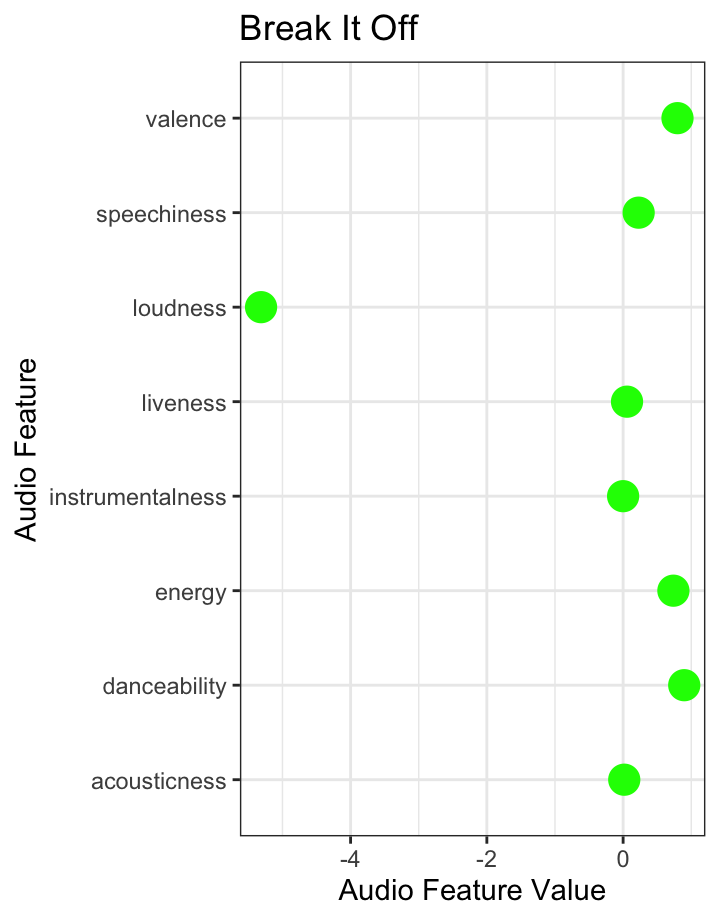 Break It Off
valence
speechiness
loudness
liveness
instrumentalness
energy
danceability
acousticness
Audio Feature
-4 -2 0
Audio Feature Value